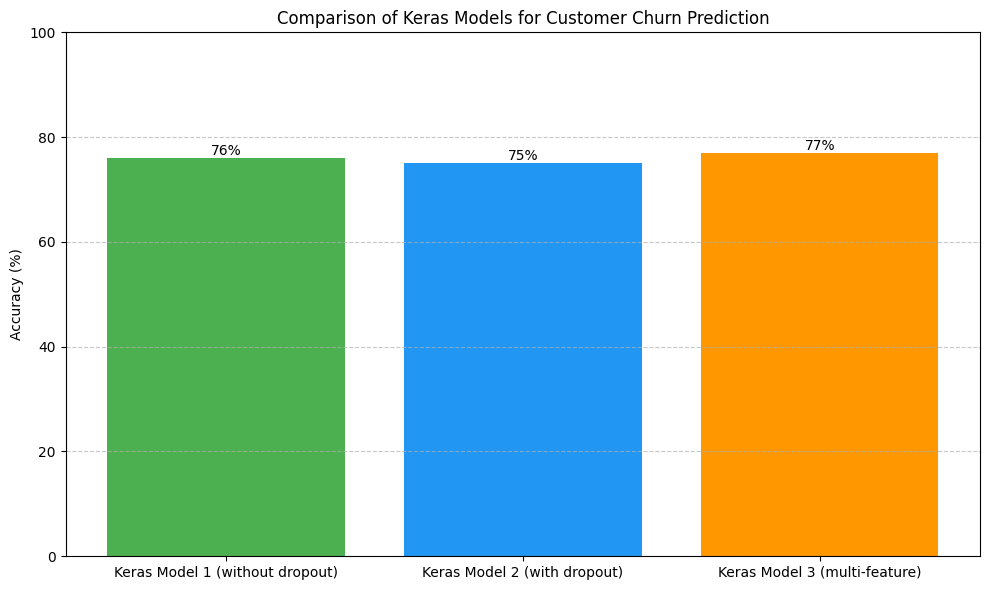 Comparison of Keras Models for Customer Churn Prediction
Accuracy (%)
100
80
60
40
20
0
76%
75%
77%
Keras Model 1 (without dropout)
Keras Model 2 (with dropout)
Keras Model 3 (multi-feature)